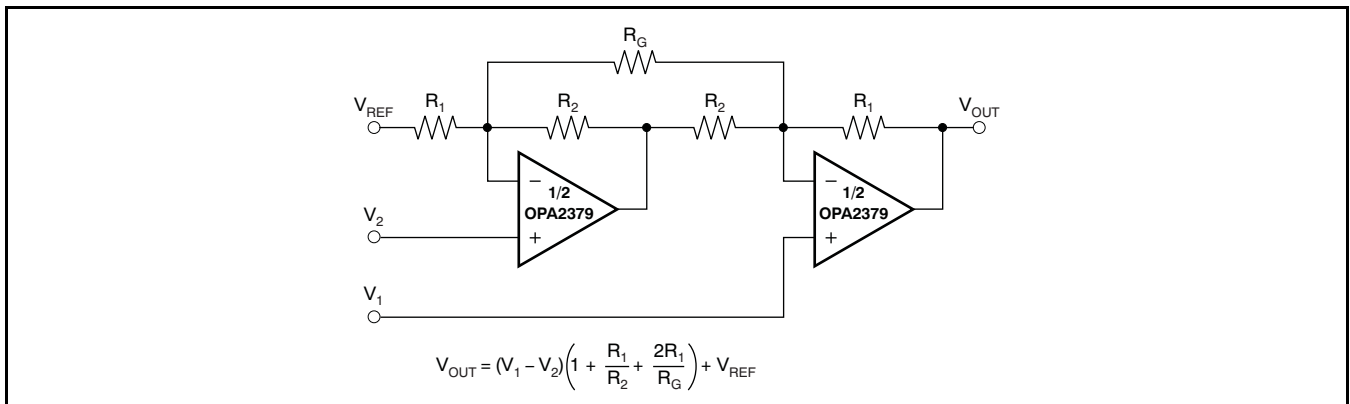 R_G
V_REF R_1 R_2 R_2 R_1 V_OUT
− 1/2 OPA2379 +
− 1/2 OPA2379 +
V_2
V_1
V_OUT = (V_1 – V_2)(1 + R_1/R_2 + 2R_1/R_G) + V_REF